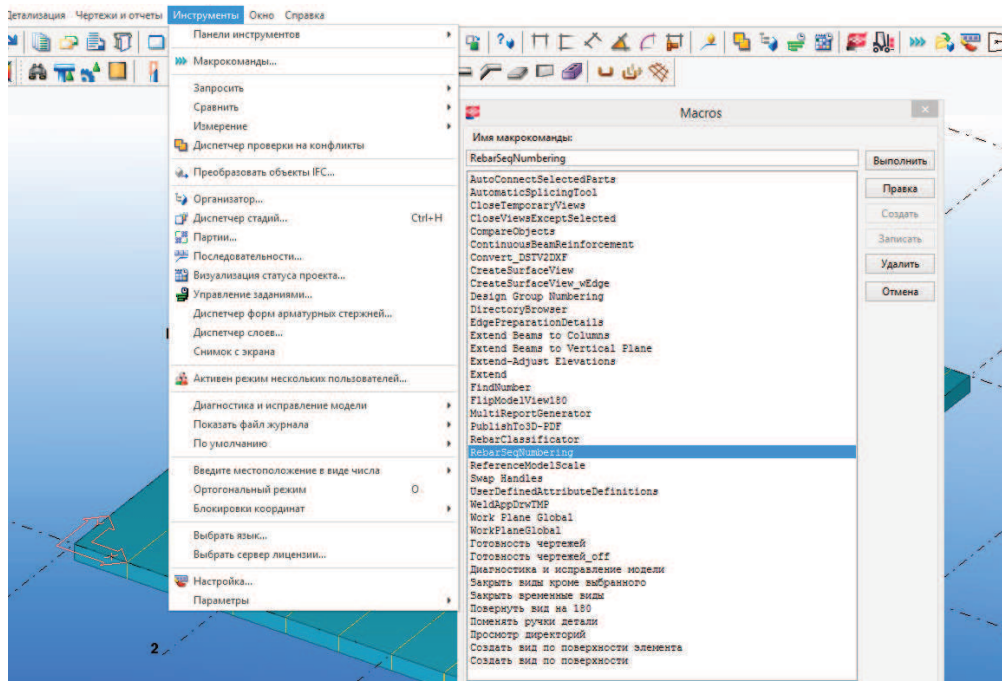 Детализация Чертежи и отчеты Инструменты Окно Справка
Панели инструментов
Макрокоманды...
Запросить
Сравнить
Измерение
Диспетчер проверки на конфликты
Преобразовать объекты IFC...
Организатор...
Диспетчер стадий... Ctrl+H
Партии...
Последовательности...
Визуализация статуса проекта...
Управление заданиями...
Диспетчер форм арматурных стержней...
Диспетчер слоев...
Снимок с экрана
Активен режим нескольких пользователей...
Диагностика и исправление модели
Показать файл журнала
По умолчанию
Введите местоположение в виде числа
Ортогональный режим O
Блокировки координат
Выбрать язык...
Выбрать сервер лицензии...
Настройка...
Параметры
2
Macros
Имя макрокоманды:
RebarSeqNumbering
AutoConnectSelectedParts
AutomaticSplicingTool
CloseTemporaryViews
CloseViewsExceptSelected
CompareObjects
ContinuousBeamReinforcement
Convert_DSTV2DXF
CreateSurfaceView
CreateSurfaceView_wEdge
Design Group Numbering
DirectoryBrowser
EdgePreparationDetails
Extend Beams to Columns
Extend Beams to Vertical Plane
Extend-Adjust Elevations
Extend
FindNumber
FlipModelView180
MultiReportGenerator
PublishTo3D-PDF
RebarClassificator
RebarSeqNumbering
ReferenceModelScale
Swap Handles
UserDefinedAttributeDefinitions
WeldAppDrwTMP
Work Plane Global
WorkPlaneGlobal
Готовность чертежей
Готовность чертежей_off
Диагностика и исправление модели
Закрыть виды кроме выбранного
Закрыть временные виды
Повернуть вид на 180
Поменять ручки детали
Просмотр директорий
Создать вид по поверхности элемента
Создать вид по поверхности
Выполнить
Правка
Создать
Записать
Удалить
Отмена